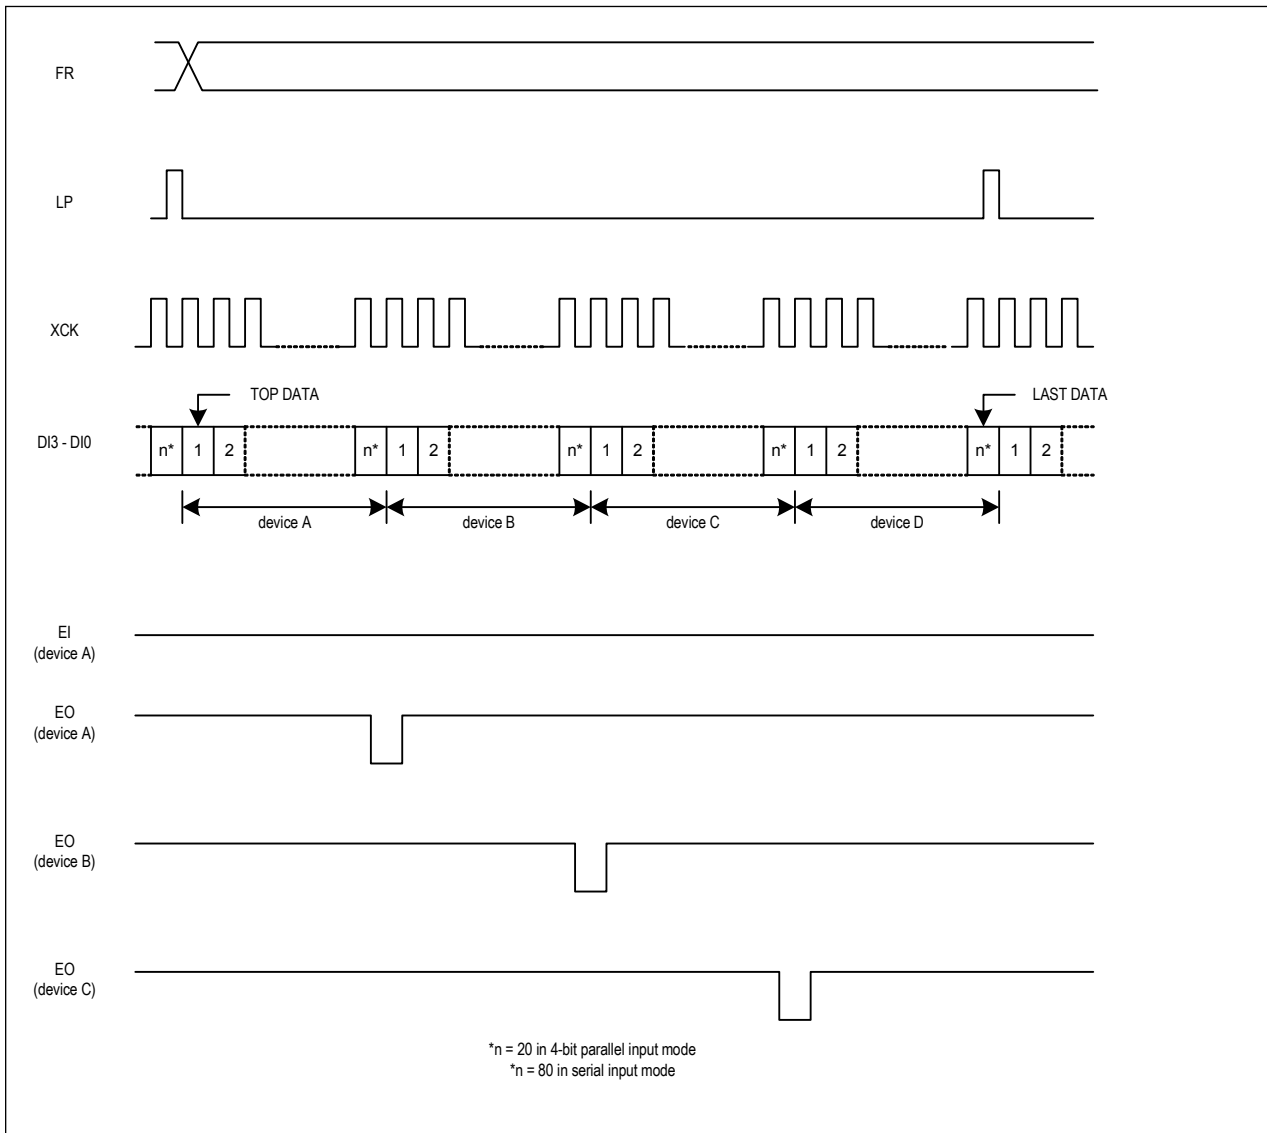 FR
LP
XCK
TOP DATA
LAST DATA
DI3 - DI0
n* 1 2 n* 1 2 n* 1 2 n* 1 2 n* 1 2
device A device B device C device D
EI
(device A)
EO
(device A)
EO
(device B)
EO
(device C)
*n = 20 in 4-bit parallel input mode
*n = 80 in serial input mode